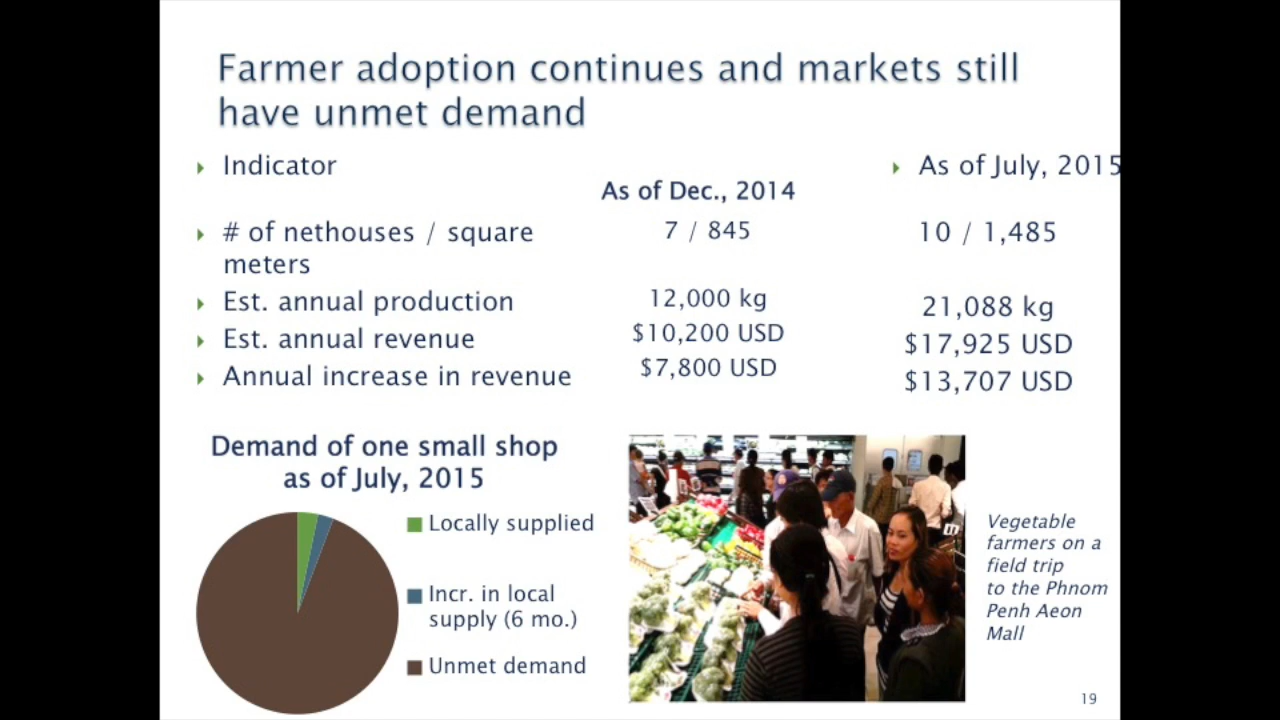 Farmer adoption continues and markets still
have unmet demand
Indicator
As of Dec., 2014
As of July, 2015
# of nethouses / square
meters
7 / 845
10 / 1,485
Est. annual production
12,000 kg
21,088 kg
Est. annual revenue
$10,200 USD
$17,925 USD
Annual increase in revenue
$7,800 USD
$13,707 USD
Demand of one small shop
as of July, 2015
Locally supplied
Incr. in local
supply (6 mo.)
Unmet demand
Vegetable
farmers on a
field trip
to the Phnom
Penh Aeon
Mall
19